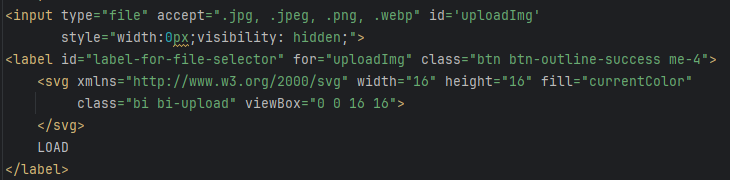 <input type="file" accept=".jpg, .jpeg, .png, .webp" id='uploadImg'
       style="width:0px;visibility: hidden;">
<label id="label-for-file-selector" for="uploadImg" class="btn btn-outline-success me-4">
    <svg xmlns="http://www.w3.org/2000/svg" width="16" height="16" fill="currentColor"
         class="bi bi-upload" viewBox="0 0 16 16">
    </svg>
    LOAD
</label>